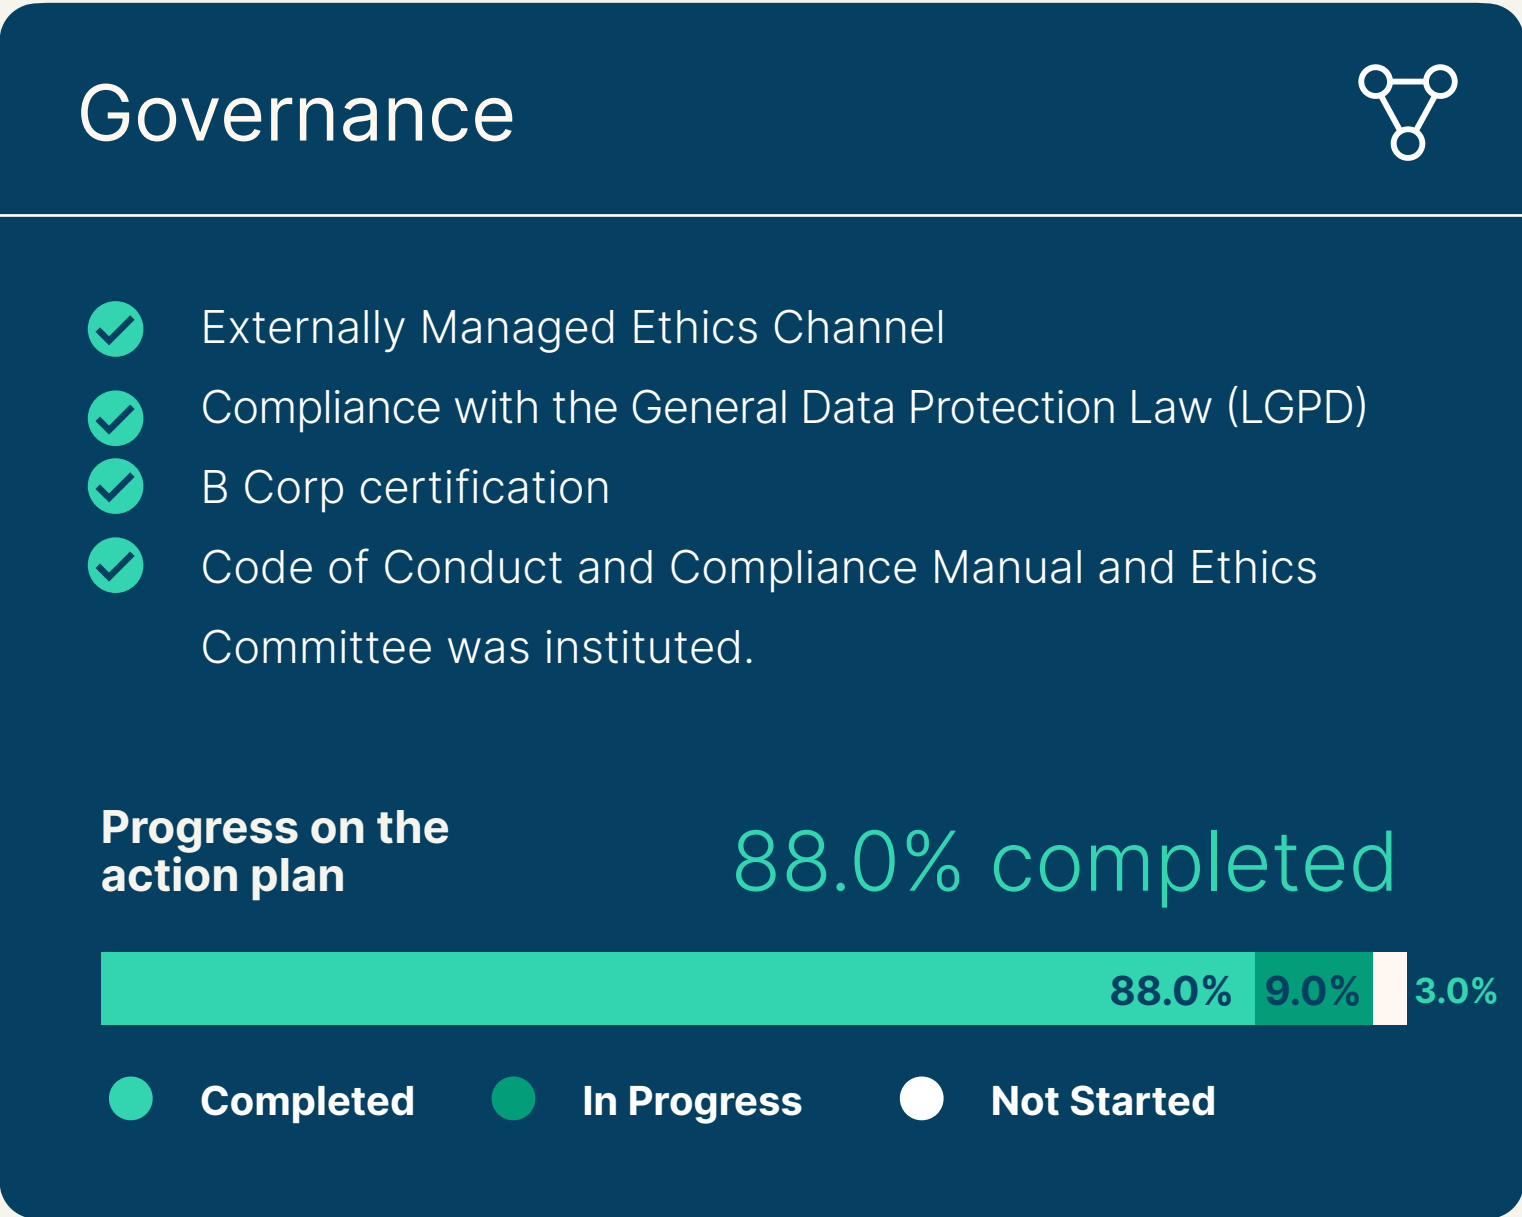 Governance
Externally Managed Ethics Channel
Compliance with the General Data Protection Law (LGPD)
B Corp certification
Code of Conduct and Compliance Manual and Ethics
Committee was instituted.
Progress on the
action plan
88.0% completed
88.0% 9.0% 3.0%
Completed In Progress Not Started